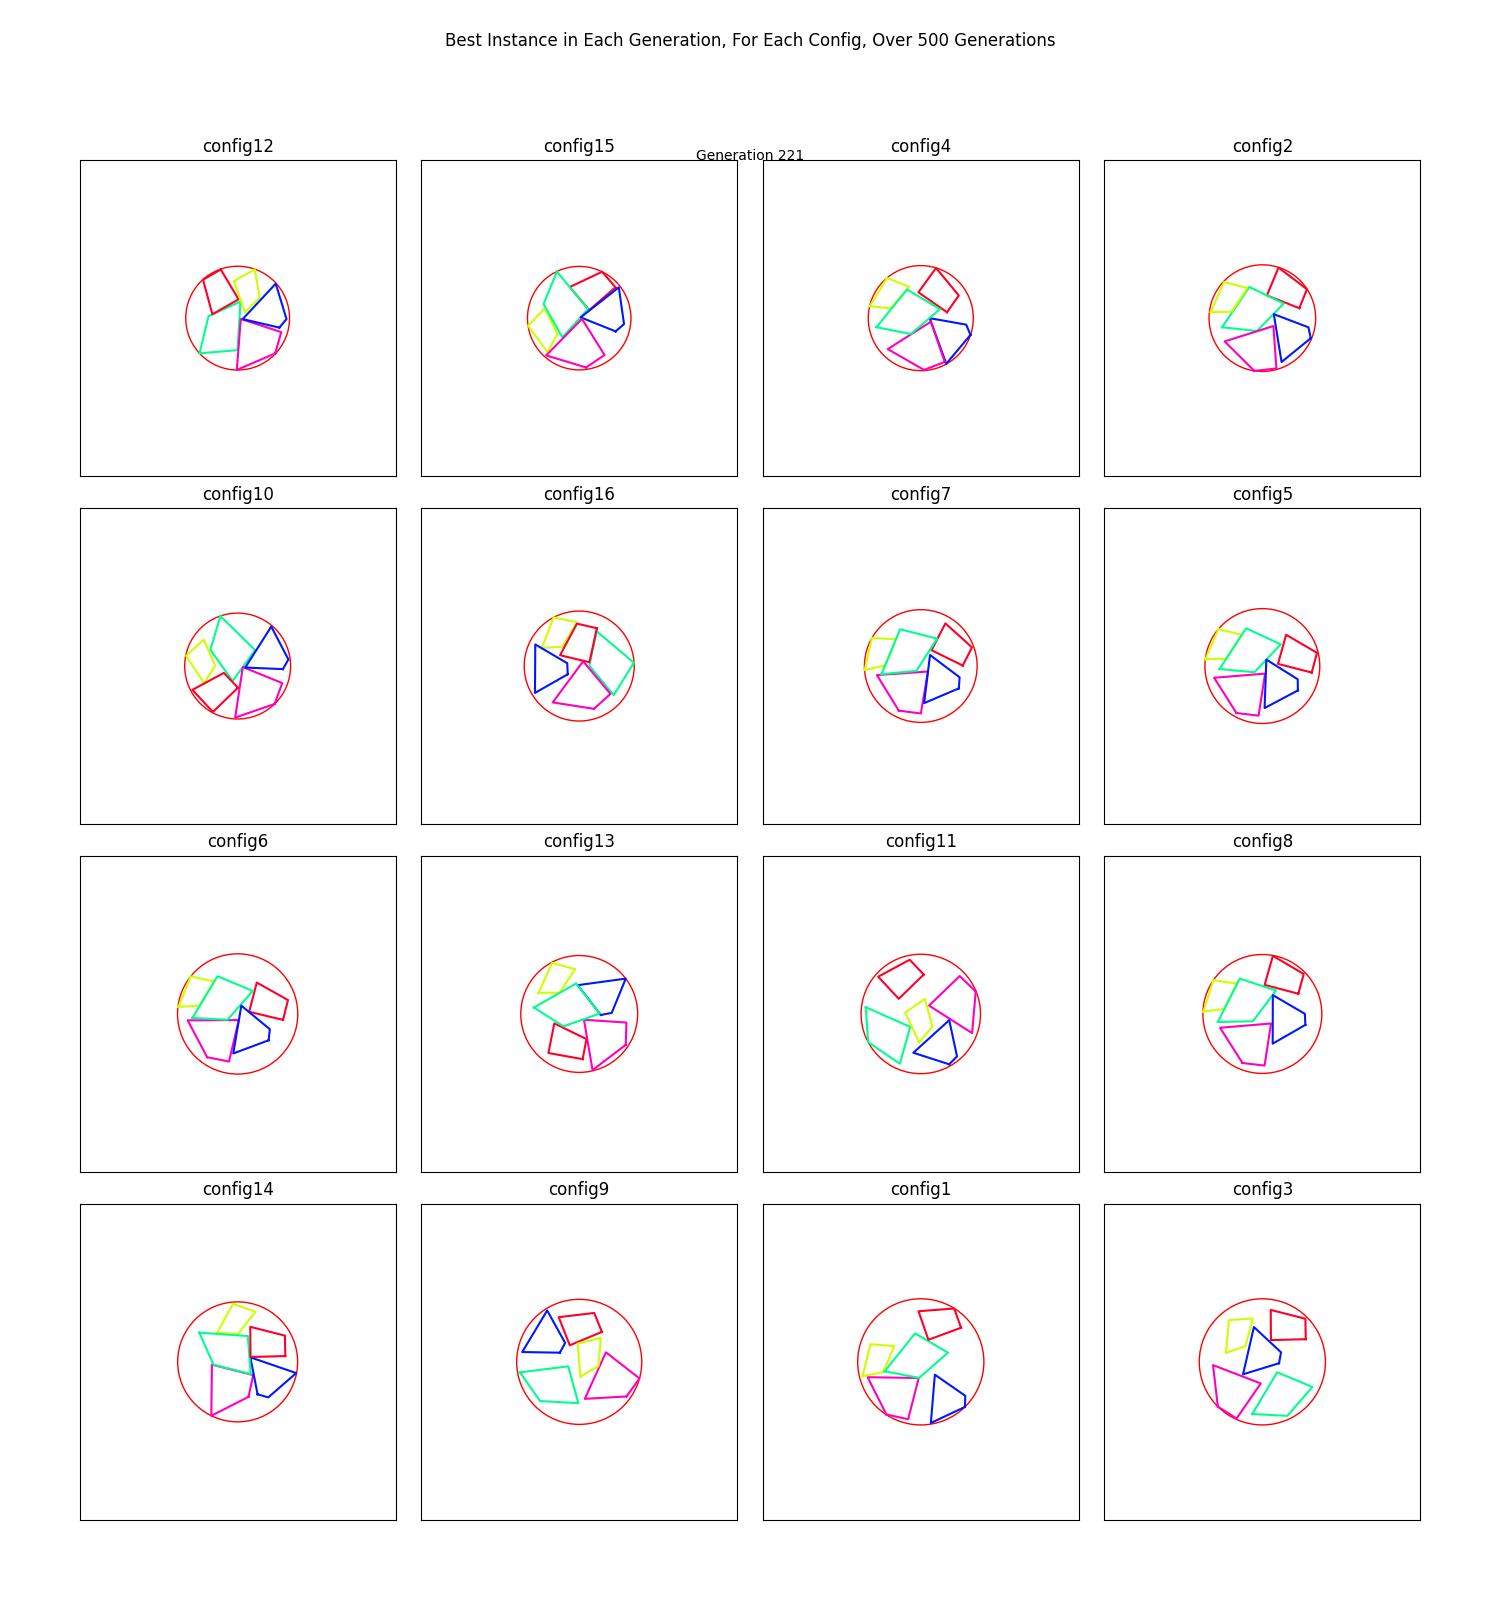 Best Instance in Each Generation, For Each Config, Over 500 Generations
Generation 221
config12
config15
config4
config2
config10
config16
config7
config5
config6
config13
config11
config8
config14
config9
config1
config3